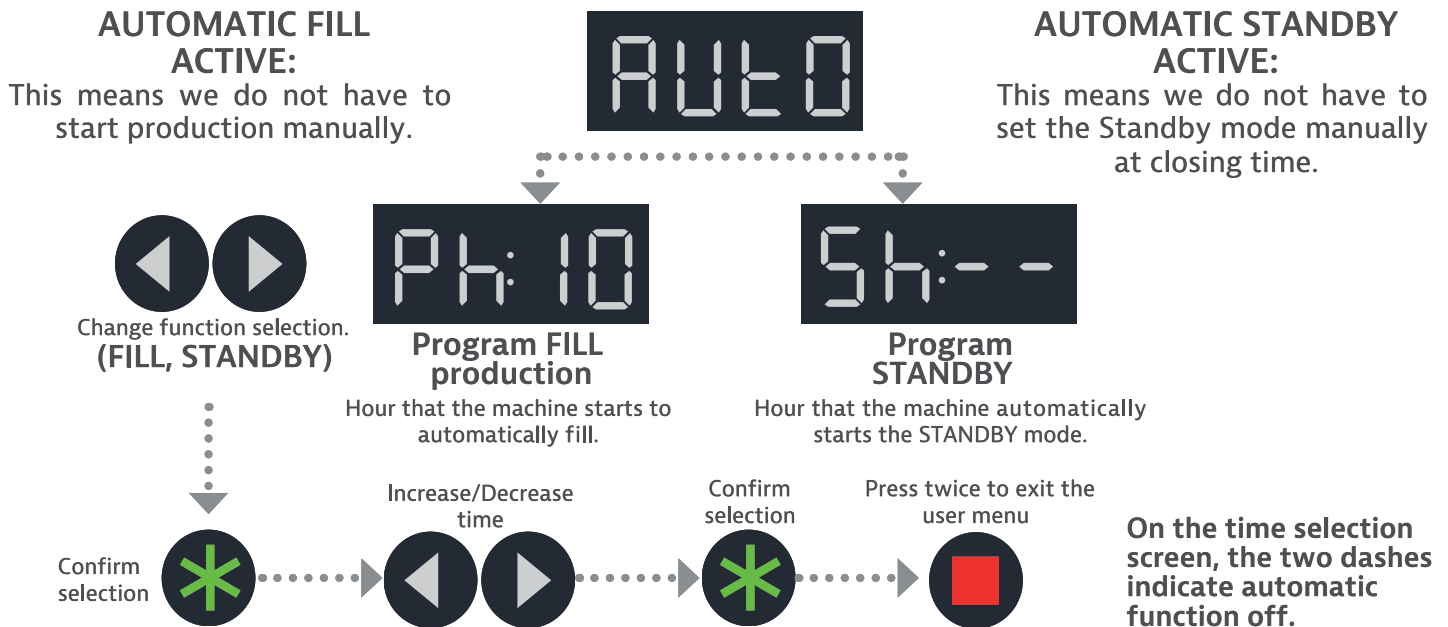 AUTOMATIC FILL
ACTIVE:
This means we do not have to
start production manually.
AUtO
AUTOMATIC STANDBY
ACTIVE:
This means we do not have to
set the Standby mode manually
at closing time.
Change function selection.
(FILL, STANDBY)
Ph:10
Program FILL
production
Hour that the machine starts to
automatically fill.
Sh:--
Program
STANDBY
Hour that the machine automatically
starts the STANDBY mode.
Confirm
selection
Increase/Decrease
time
Confirm
selection
Press twice to exit the
user menu
On the time selection
screen, the two dashes
indicate automatic
function off.